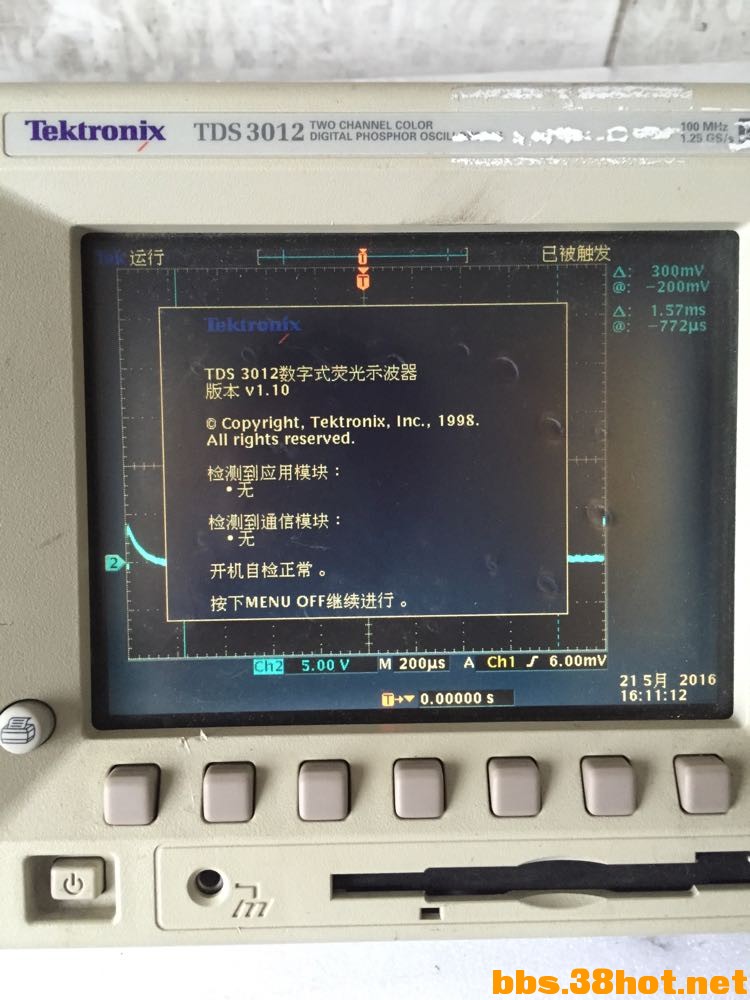 Tektronix TDS 3012 TWO CHANNEL COLOR
DIGITAL PHOSPHOR
100 MHz
1.25 GS/s
Tek 运行
已被触发
Δ: 300mV
@: -200mV
Δ: 1.57ms
@: -772µs
T
T
Tektronix
TDS 3012数字式荧光示波器
版本 v1.10
© Copyright, Tektronix, Inc., 1998.
All rights reserved.
检测到应用模块：
• 无
检测到通信模块：
• 无
开机自检正常。
按下MENU OFF继续进行。
2
Ch2 5.00 V M 200µs A Ch1 6.00mV
T→▼ 0.00000 s
21 5月 2016
16:11:12
bbs.38hot.net